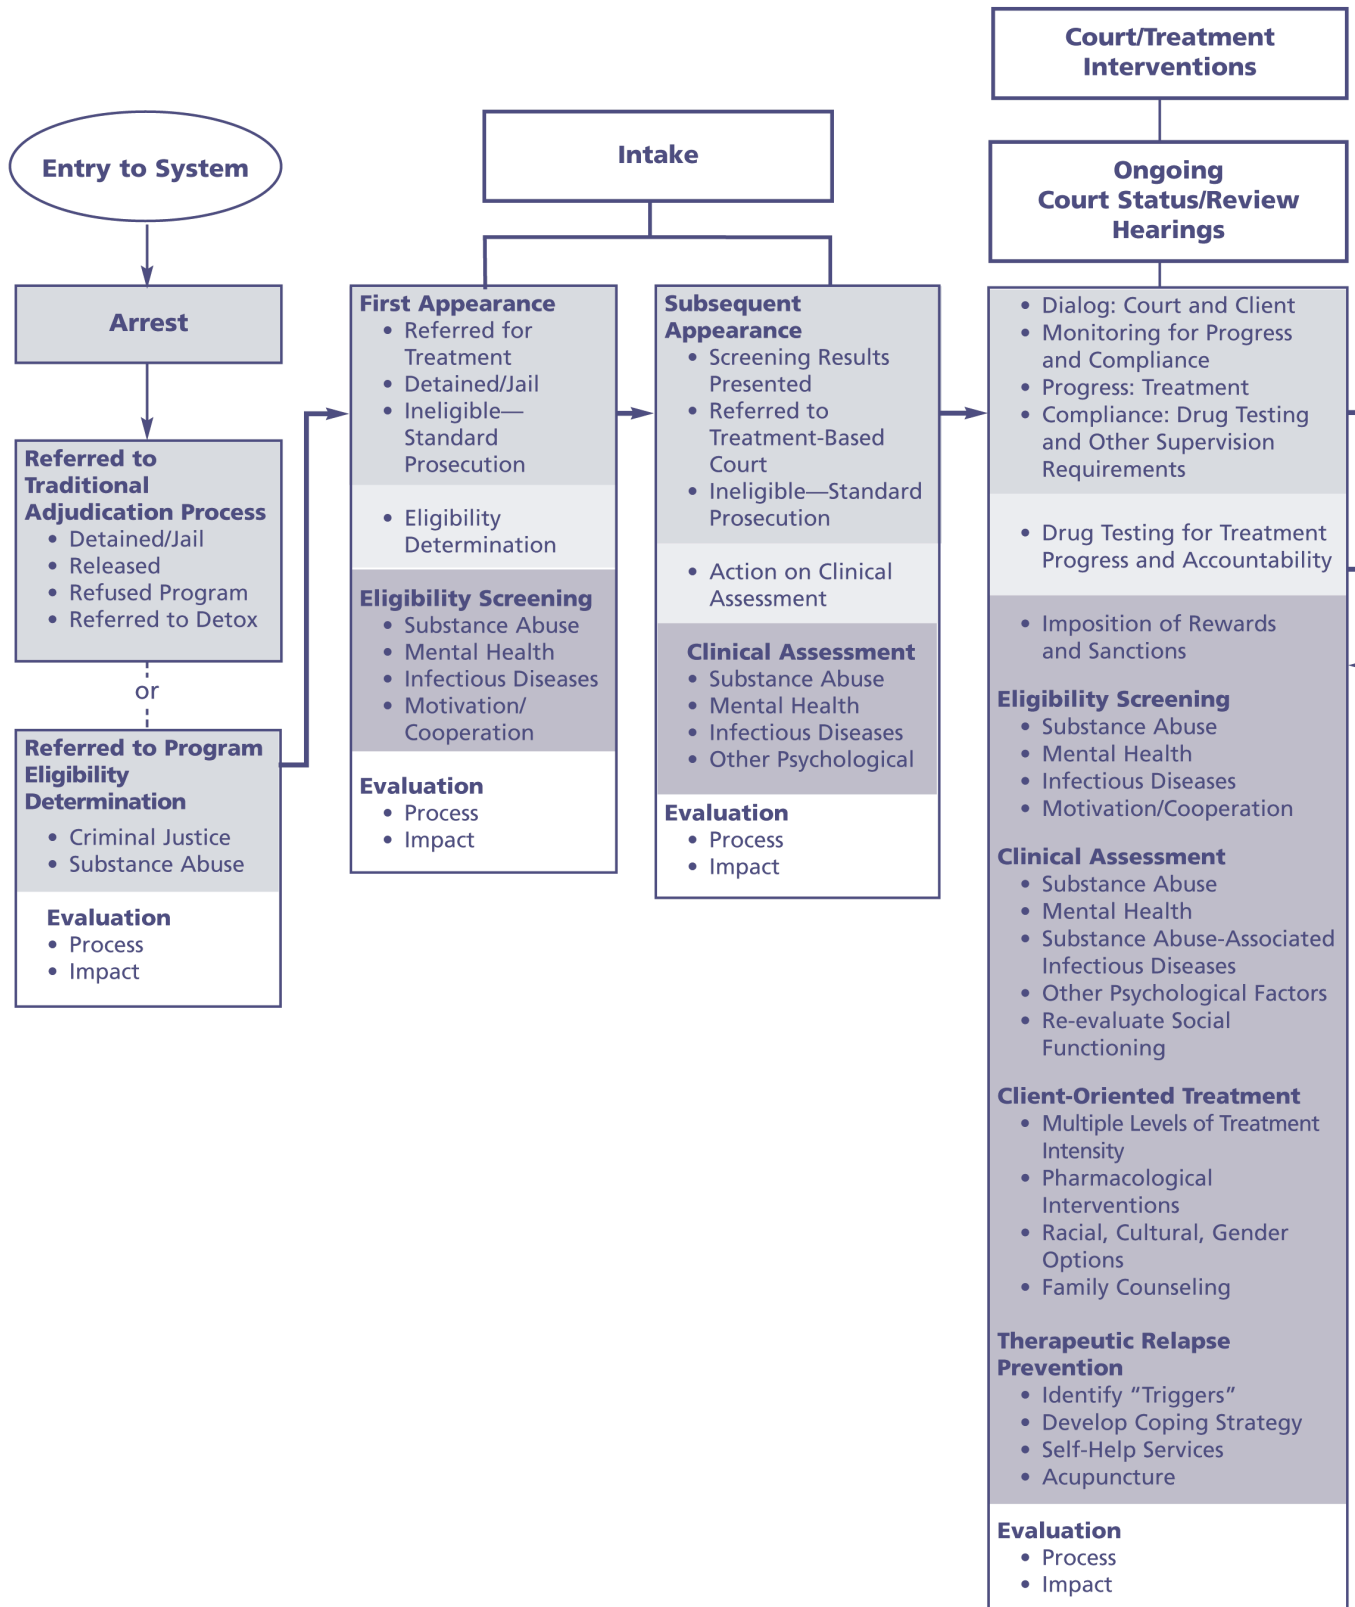 Entry to System
Arrest
Referred to
Traditional
Adjudication Process
• Detained/Jail
• Released
• Refused Program
• Referred to Detox
or
Referred to Program
Eligibility
Determination
• Criminal Justice
• Substance Abuse
Evaluation
• Process
• Impact
Intake
First Appearance
• Referred for
Treatment
• Detained/Jail
• Ineligible—
Standard
Prosecution
• Eligibility
Determination
Eligibility Screening
• Substance Abuse
• Mental Health
• Infectious Diseases
• Motivation/
Cooperation
Evaluation
• Process
• Impact
Subsequent
Appearance
• Screening Results
Presented
• Referred to
Treatment-Based
Court
• Ineligible—Standard
Prosecution
• Action on Clinical
Assessment
Clinical Assessment
• Substance Abuse
• Mental Health
• Infectious Diseases
• Other Psychological
Evaluation
• Process
• Impact
Court/Treatment
Interventions
Ongoing
Court Status/Review
Hearings
• Dialog: Court and Client
• Monitoring for Progress
and Compliance
• Progress: Treatment
• Compliance: Drug Testing
and Other Supervision
Requirements
• Drug Testing for Treatment
Progress and Accountability
• Imposition of Rewards
and Sanctions
Eligibility Screening
• Substance Abuse
• Mental Health
• Infectious Diseases
• Motivation/Cooperation
Clinical Assessment
• Substance Abuse
• Mental Health
• Substance Abuse-Associated
Infectious Diseases
• Other Psychological Factors
• Re-evaluate Social
Functioning
Client-Oriented Treatment
• Multiple Levels of Treatment
Intensity
• Pharmacological
Interventions
• Racial, Cultural, Gender
Options
• Family Counseling
Therapeutic Relapse
Prevention
• Identify “Triggers”
• Develop Coping Strategy
• Self-Help Services
• Acupuncture
Evaluation
• Process
• Impact